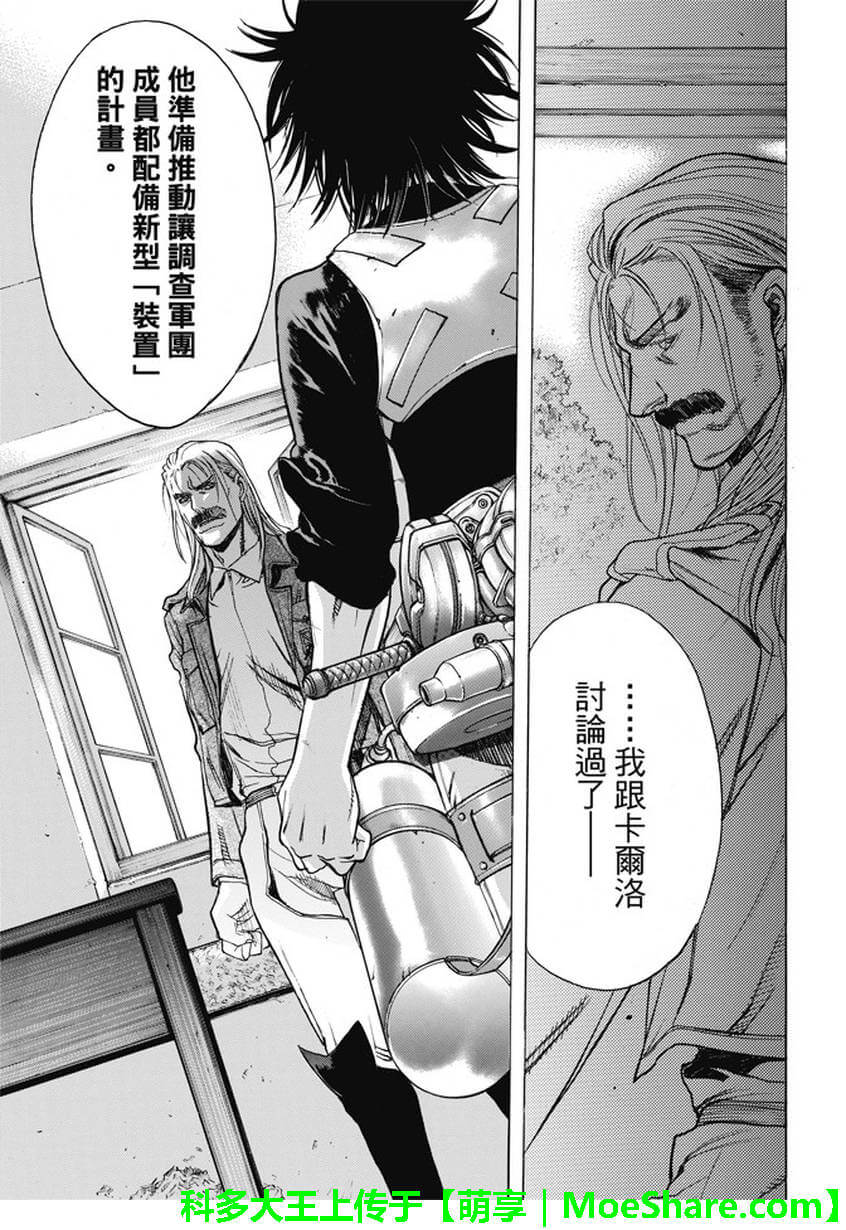 ……我跟卡爾洛
討論過了——
他準備推動讓調查軍團
成員都配備新型「裝置」
的計畫。
科多大王上传于【萌享｜MoeShare.com】